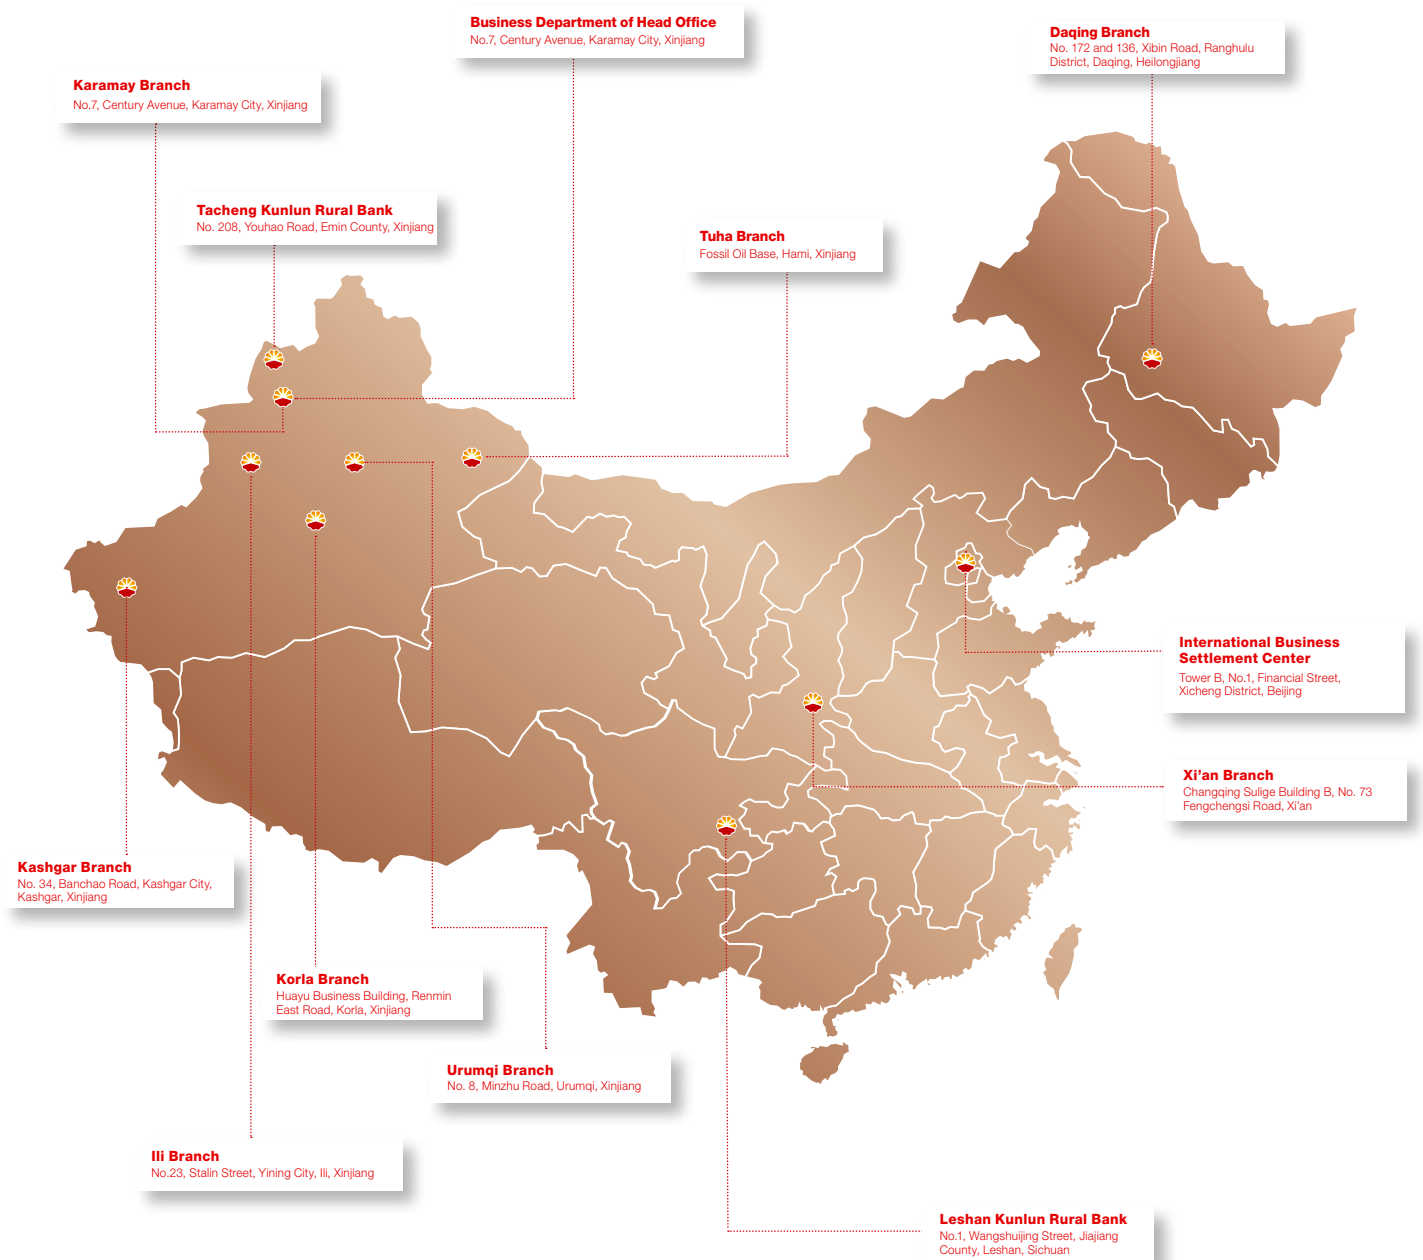 Business Department of Head Office
No.7, Century Avenue, Karamay City, Xinjiang
Daqing Branch
No. 172 and 136, Xibin Road, Ranghulu
District, Daqing, Heilongjiang
Karamay Branch
No.7, Century Avenue, Karamay City, Xinjiang
Tacheng Kunlun Rural Bank
No. 208, Youhao Road, Emin County, Xinjiang
Tuha Branch
Fossil Oil Base, Hami, Xinjiang
International Business
Settlement Center
Tower B, No.1, Financial Street,
Xicheng District, Beijing
Xi'an Branch
Changqing Sulige Building B, No. 73
Fengchengsi Road, Xi'an
Kashgar Branch
No. 34, Banchao Road, Kashgar City,
Kashgar, Xinjiang
Korla Branch
Huayu Business Building, Renmin
East Road, Korla, Xinjiang
Urumqi Branch
No. 8, Minzhu Road, Urumqi, Xinjiang
Ili Branch
No.23, Stalin Street, Yining City, Ili, Xinjiang
Leshan Kunlun Rural Bank
No.1, Wangshuijing Street, Jiajiang
County, Leshan, Sichuan